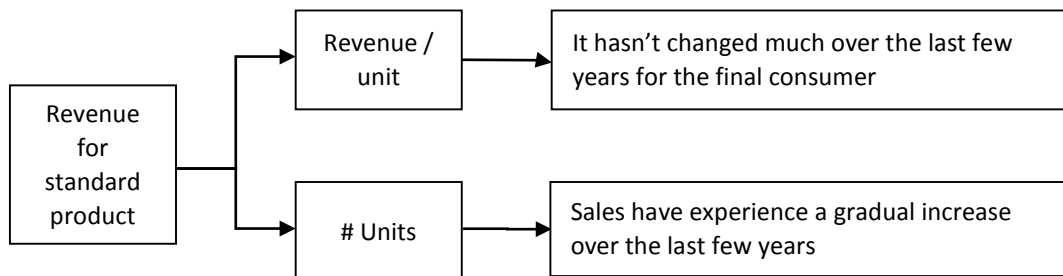 Revenue
for
standard
product
Revenue /
unit
It hasn’t changed much over the last few
years for the final consumer
# Units
Sales have experience a gradual increase
over the last few years